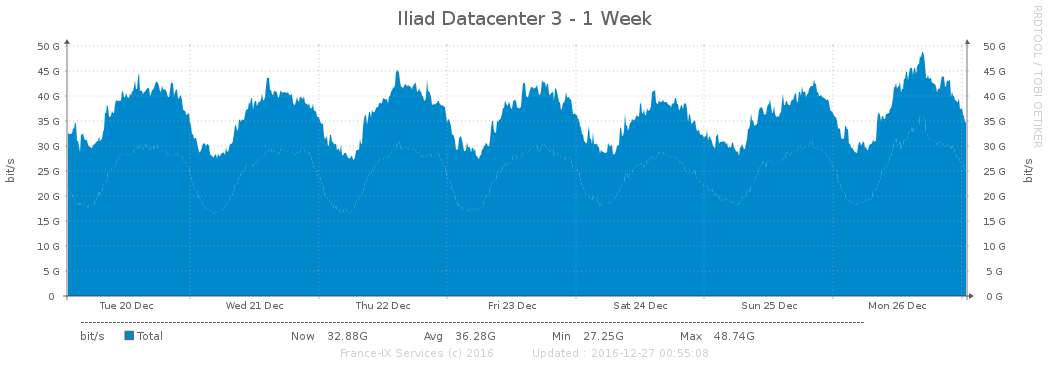 Iliad Datacenter 3 - 1 Week
RRDTOOL / TOBI OETIKER
bit/s
50 G 50 G
45 G 45 G
40 G 40 G
35 G 35 G
30 G 30 G
25 G 25 G
20 G 20 G
15 G 15 G
10 G 10 G
5 G 5 G
0 0 G
bit/s
Tue 20 Dec Wed 21 Dec Thu 22 Dec Fri 23 Dec Sat 24 Dec Sun 25 Dec Mon 26 Dec
bit/s Total Now 32.88G Avg 36.28G Min 27.25G Max 48.74G
France-IX Services (c) 2016 Updated : 2016-12-27 00:55:08